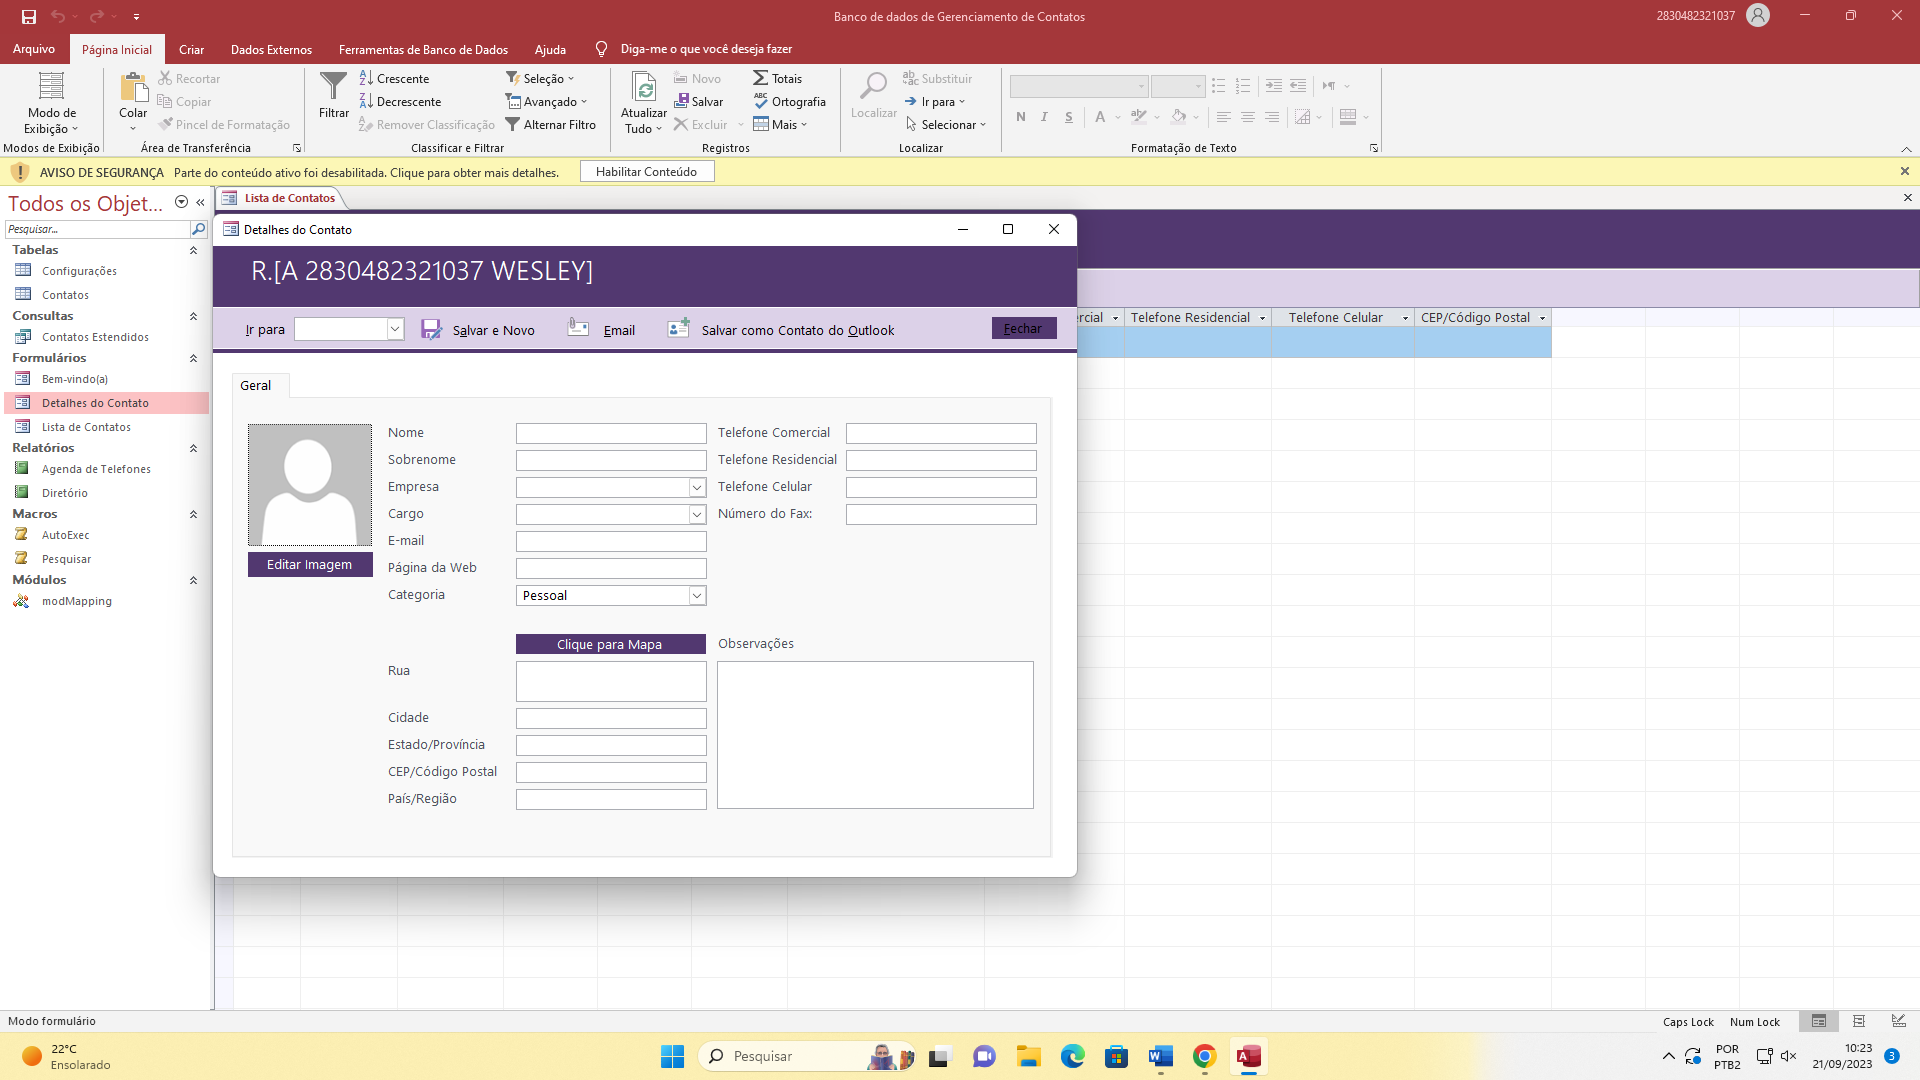 Banco de dados de Gerenciamento de Contatos
2830482321037
Arquivo Página Inicial Criar Dados Externos Ferramentas de Banco de Dados Ajuda Diga-me o que você deseja fazer
Modo de Exibição
Modos de Exibição
Colar
Recortar
Copiar
Pincel de Formatação
Área de Transferência
Filtrar
Crescente
Decrescente
Remover Classificação
Seleção
Avançado
Alternar Filtro
Classificar e Filtrar
Atualizar Tudo
Novo
Salvar
Excluir
Totais
Ortografia
Mais
Registros
Localizar
Substituir
Ir para
Selecionar
Localizar
N I S A
Formatação de Texto
AVISO DE SEGURANÇA Parte do conteúdo ativo foi desabilitada. Clique para obter mais detalhes. Habilitar Conteúdo
Todos os Objet...
Pesquisar...
Tabelas
Configurações
Contatos
Consultas
Contatos Estendidos
Formulários
Bem-vindo(a)
Detalhes do Contato
Lista de Contatos
Relatórios
Agenda de Telefones
Diretório
Macros
AutoExec
Pesquisar
Módulos
modMapping
Lista de Contatos
Detalhes do Contato
R.[A 2830482321037 WESLEY]
Ir para Salvar e Novo Email Salvar como Contato do Outlook Fechar
rcial Telefone Residencial Telefone Celular CEP/Código Postal
Geral
Editar Imagem
Nome
Sobrenome
Empresa
Cargo
E-mail
Página da Web
Categoria Pessoal
Telefone Comercial
Telefone Residencial
Telefone Celular
Número do Fax:
Clique para Mapa
Observações
Rua
Cidade
Estado/Província
CEP/Código Postal
País/Região
Modo formulário
Caps Lock Num Lock
22°C
Ensolarado
Pesquisar
POR
PTB2
10:23
21/09/2023
3